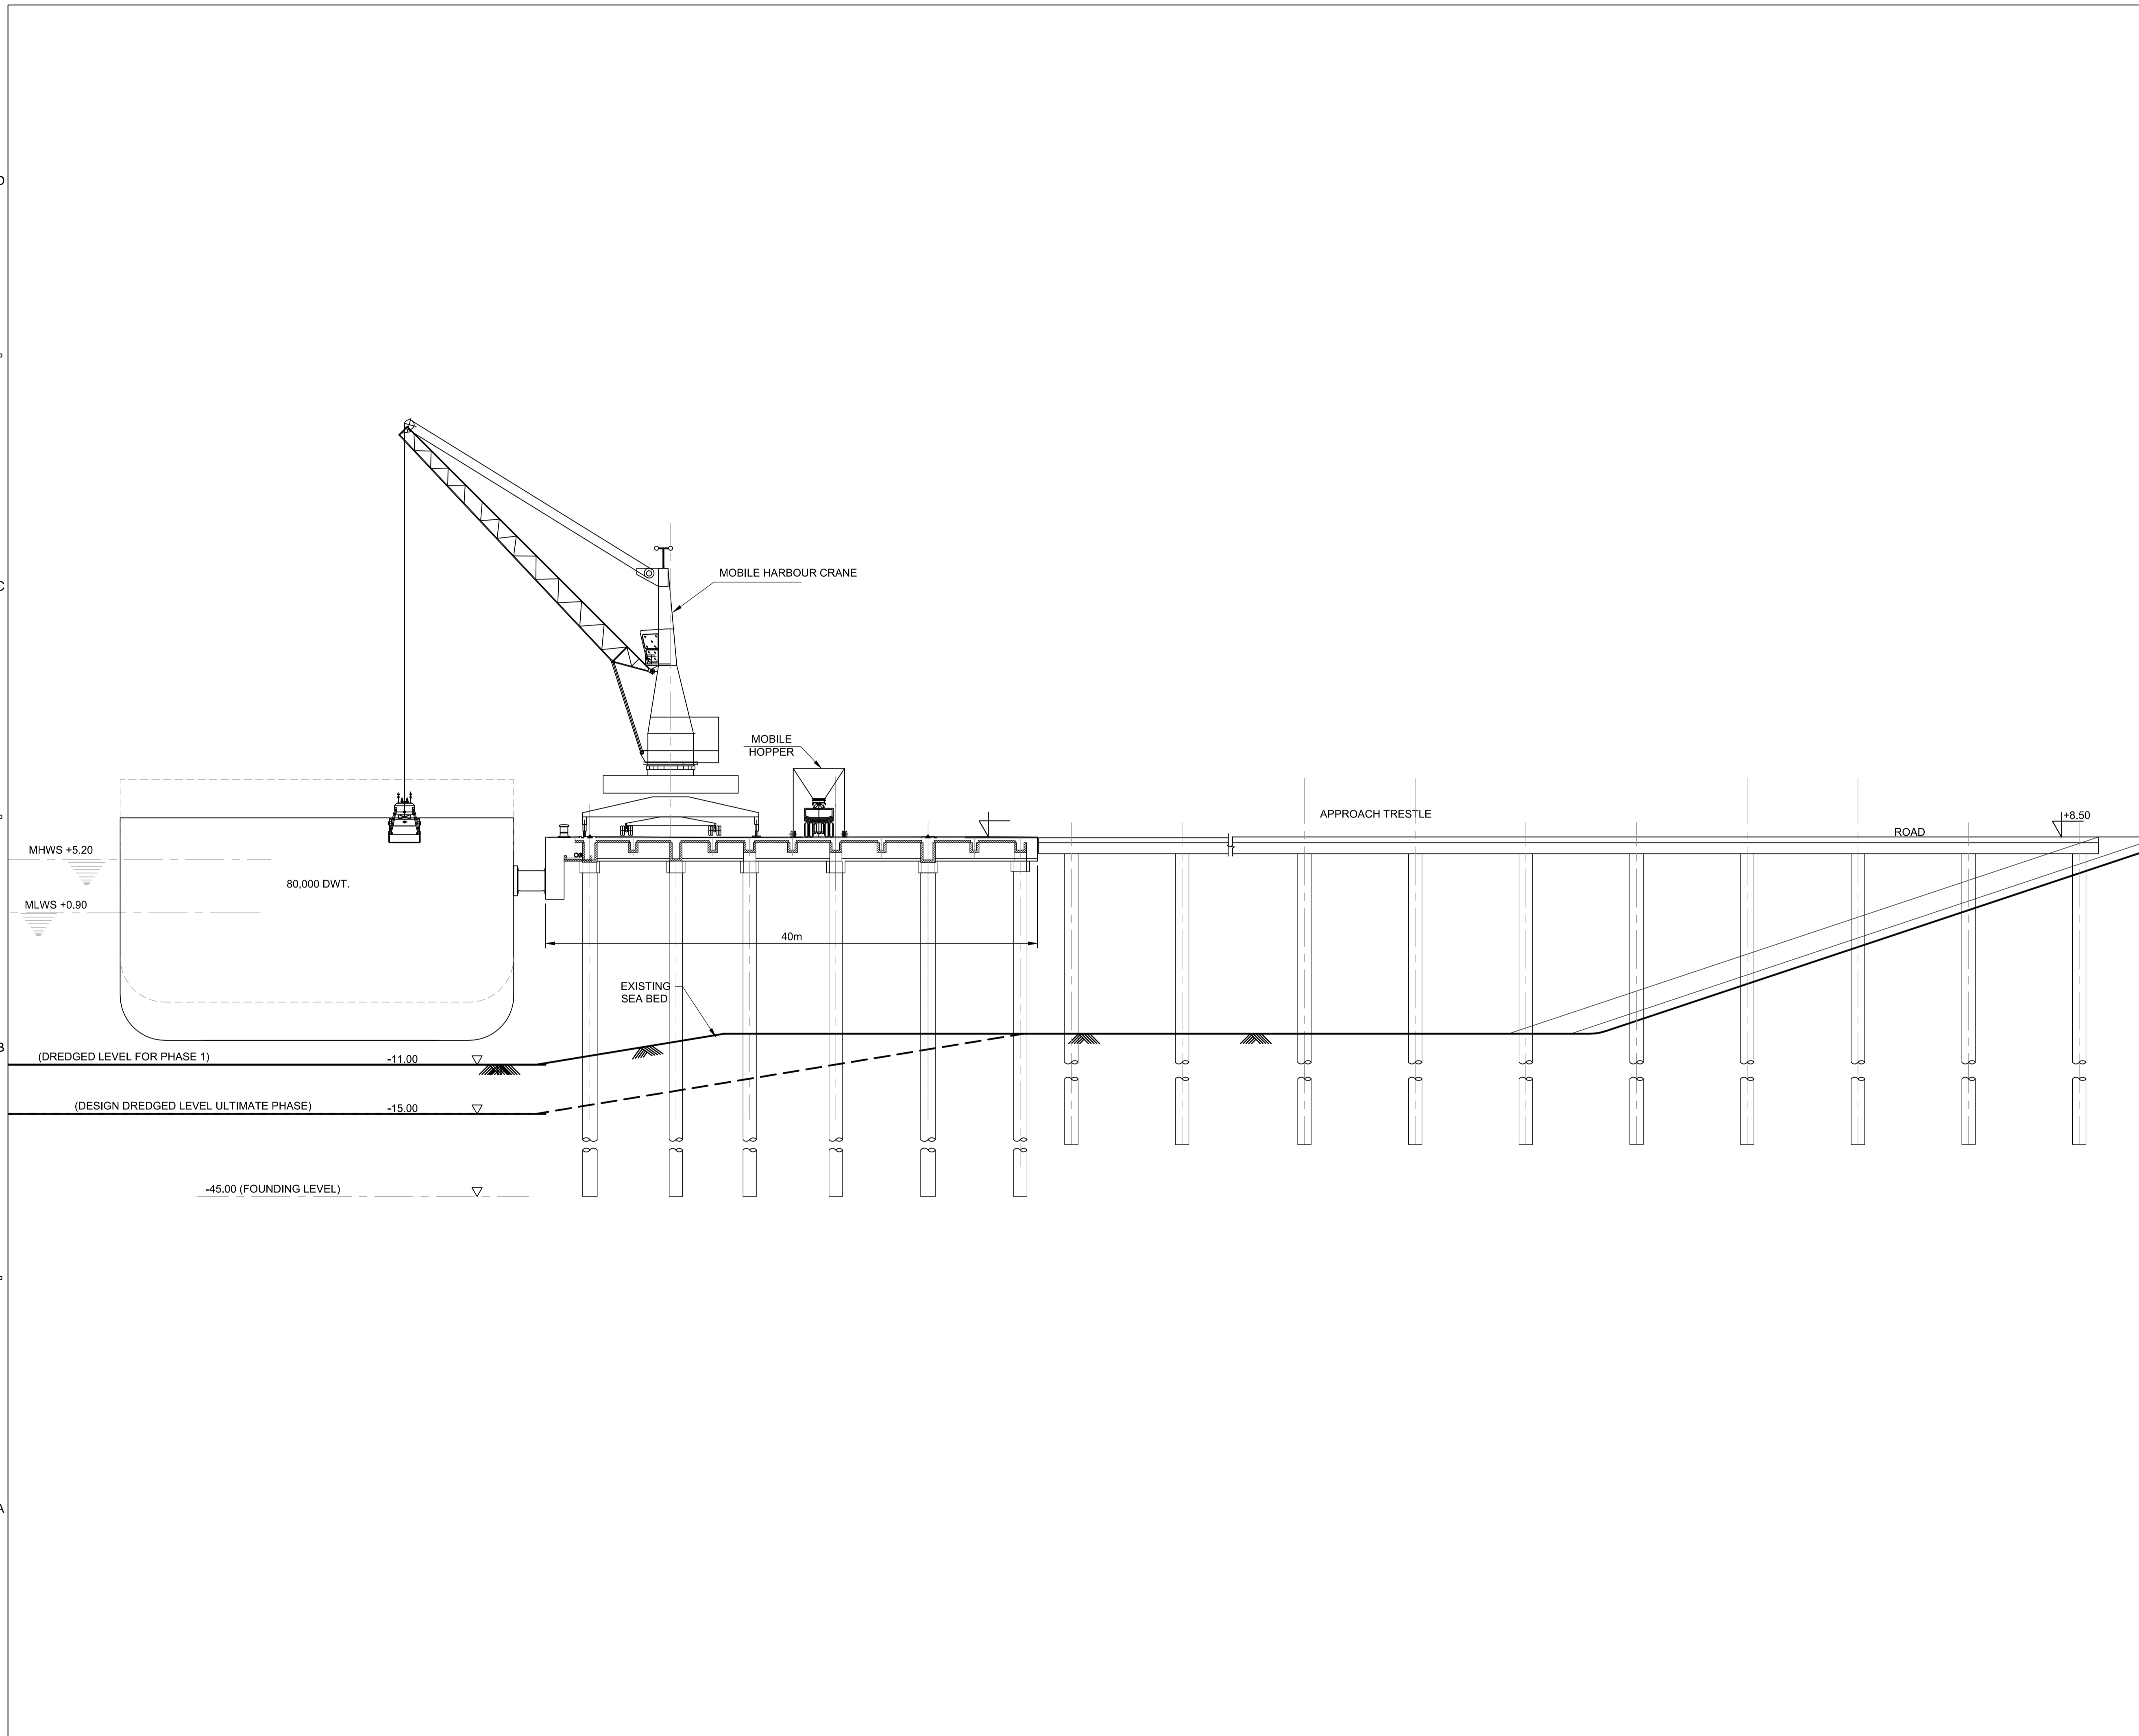 D
C
MOBILE HARBOUR CRANE
MOBILE
HOPPER
APPROACH TRESTLE
+8.50
ROAD
MHWS +5.20
80,000 DWT.
MLWS +0.90
40m
EXISTING
SEA BED
B
(DREDGED LEVEL FOR PHASE 1)
-11.00
(DESIGN DREDGED LEVEL ULTIMATE PHASE)
-15.00
-45.00 (FOUNDING LEVEL)
A